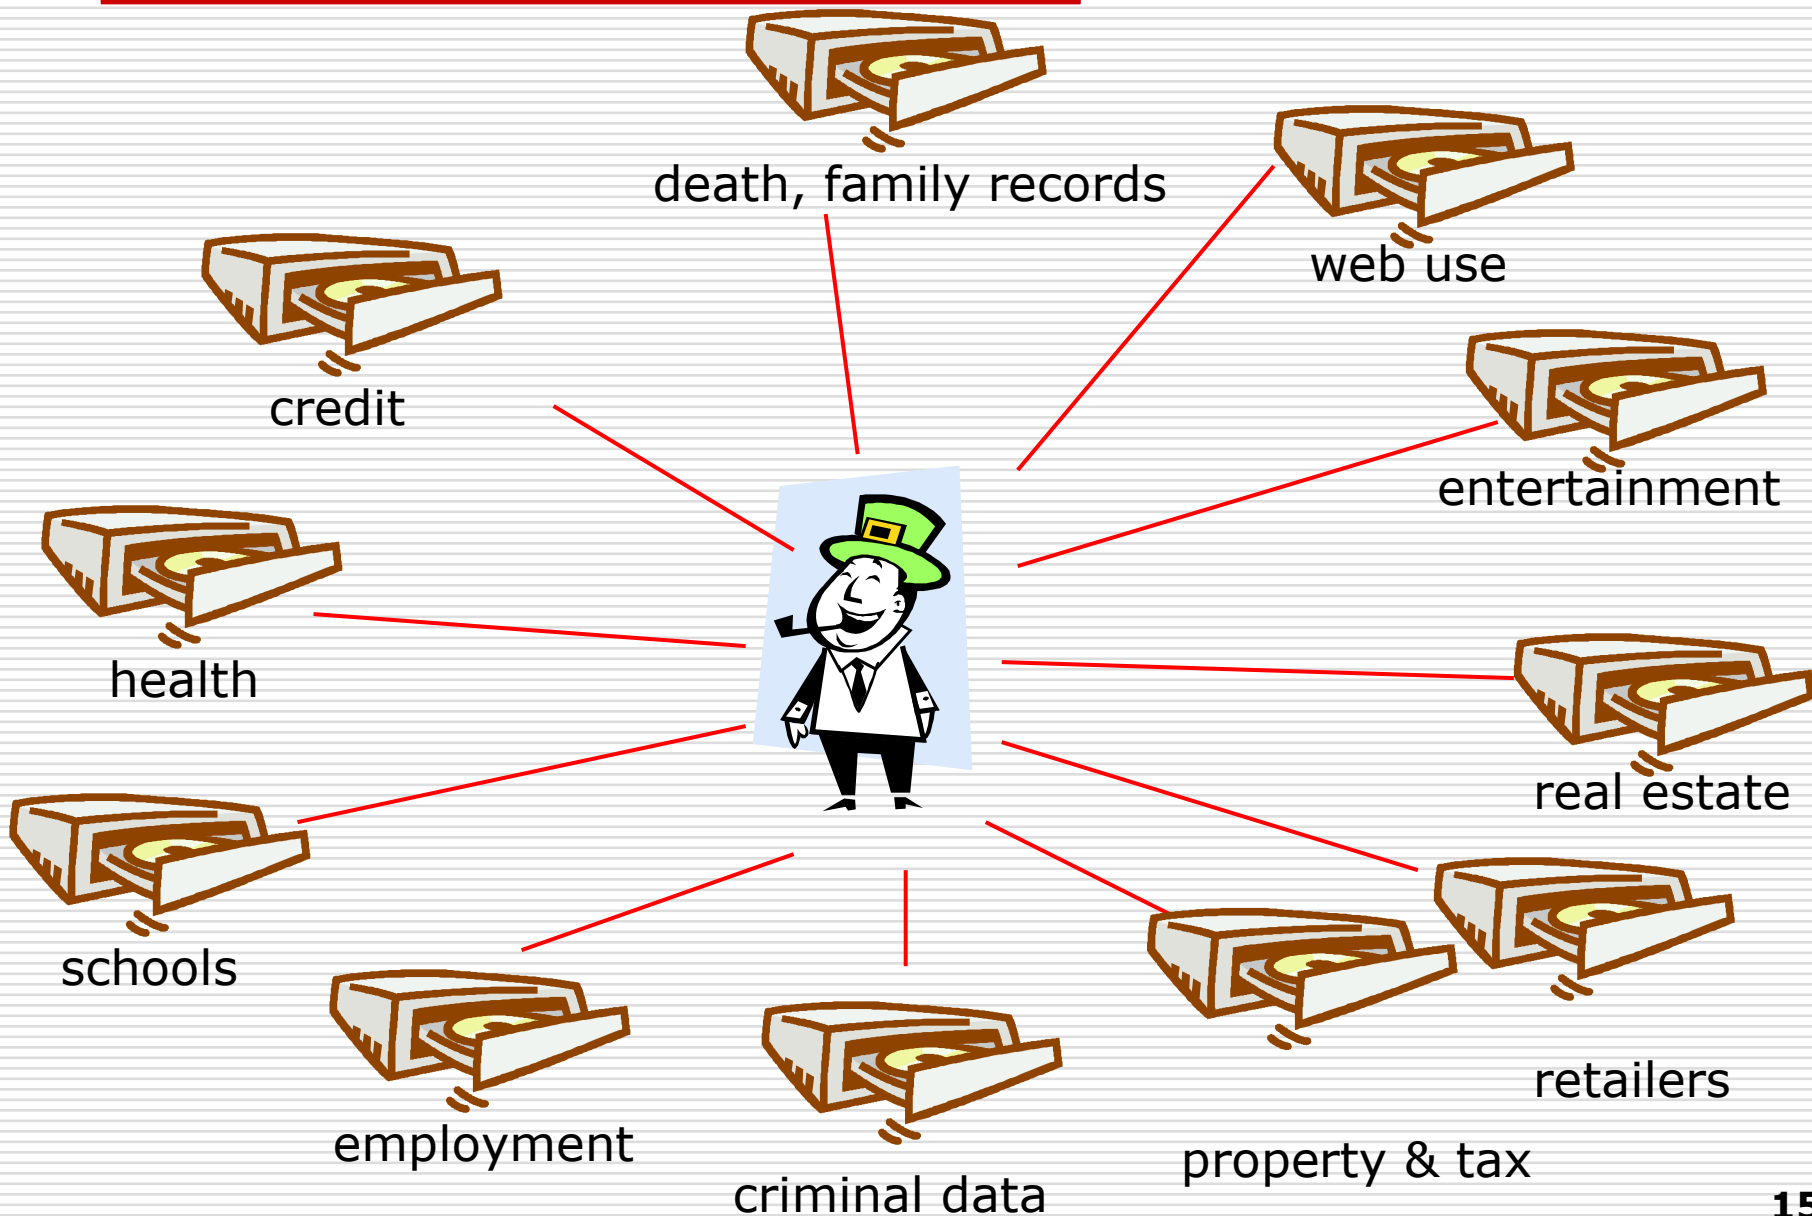 death, family records
web use
credit
entertainment
health
real estate
schools
retailers
employment
property & tax
criminal data
15